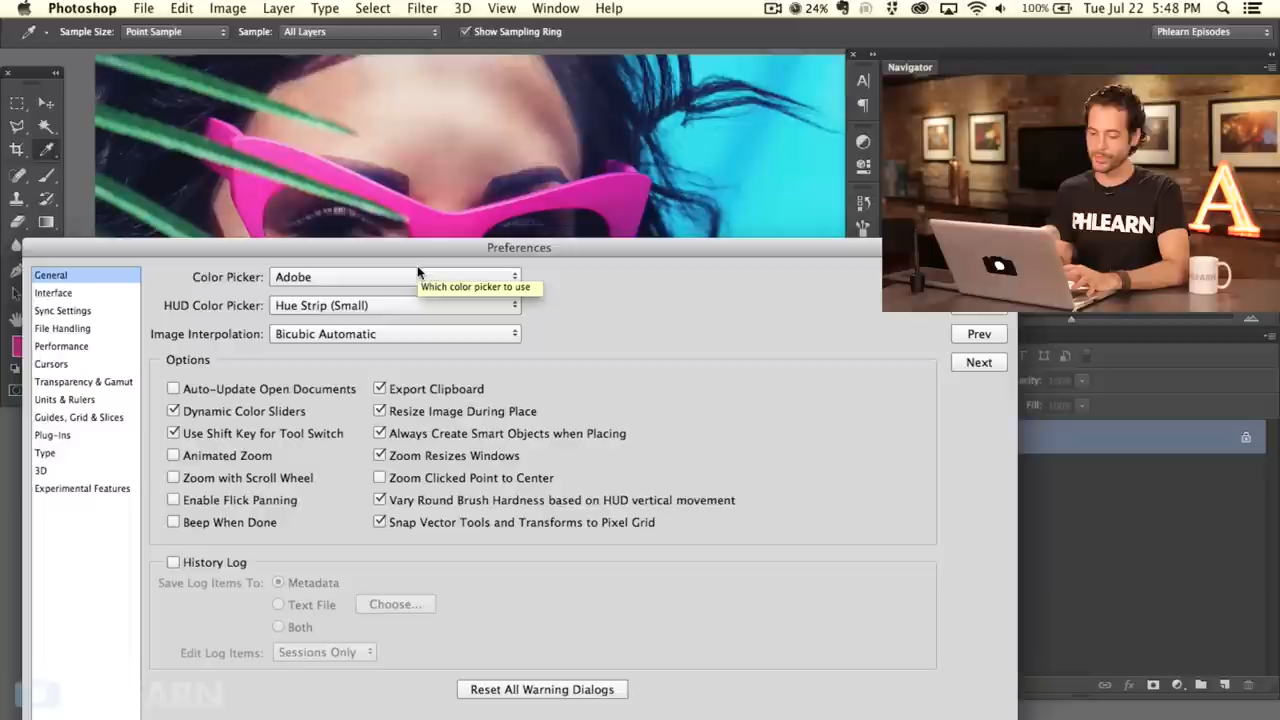 Photoshop File Edit Image Layer Type Select Filter 3D View Window Help 24% 100% Tue Jul 22 5:48 PM
Sample Size: Point Sample Sample: All Layers Show Sampling Ring Phlearn Episodes
Navigator
PHLEARN
A
Preferences
General
Interface
Sync Settings
File Handling
Performance
Cursors
Transparency & Gamut
Units & Rulers
Guides, Grid & Slices
Plug-Ins
Type
3D
Experimental Features
Color Picker: Adobe
Which color picker to use
HUD Color Picker: Hue Strip (Small)
Image Interpolation: Bicubic Automatic
Prev
Next
Options
Auto-Update Open Documents Export Clipboard
Dynamic Color Sliders Resize Image During Place
Use Shift Key for Tool Switch Always Create Smart Objects when Placing
Animated Zoom Zoom Resizes Windows
Zoom with Scroll Wheel Zoom Clicked Point to Center
Enable Flick Panning Vary Round Brush Hardness based on HUD vertical movement
Beep When Done Snap Vector Tools and Transforms to Pixel Grid
History Log
Save Log Items To: Metadata
Text File Choose...
Both
Edit Log Items: Sessions Only
Reset All Warning Dialogs
Fill: 100%
fx